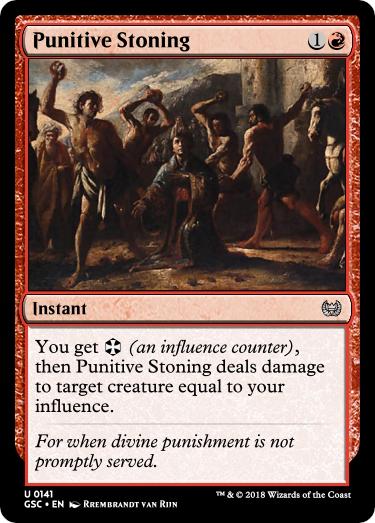 Punitive Stoning 1
Instant
You get (an influence counter),
then Punitive Stoning deals damage
to target creature equal to your
influence.
For when divine punishment is not
promptly served.
U 0141
GSC • EN RREMBRANDT VAN RIJN
™ & © 2018 Wizards of the Coast